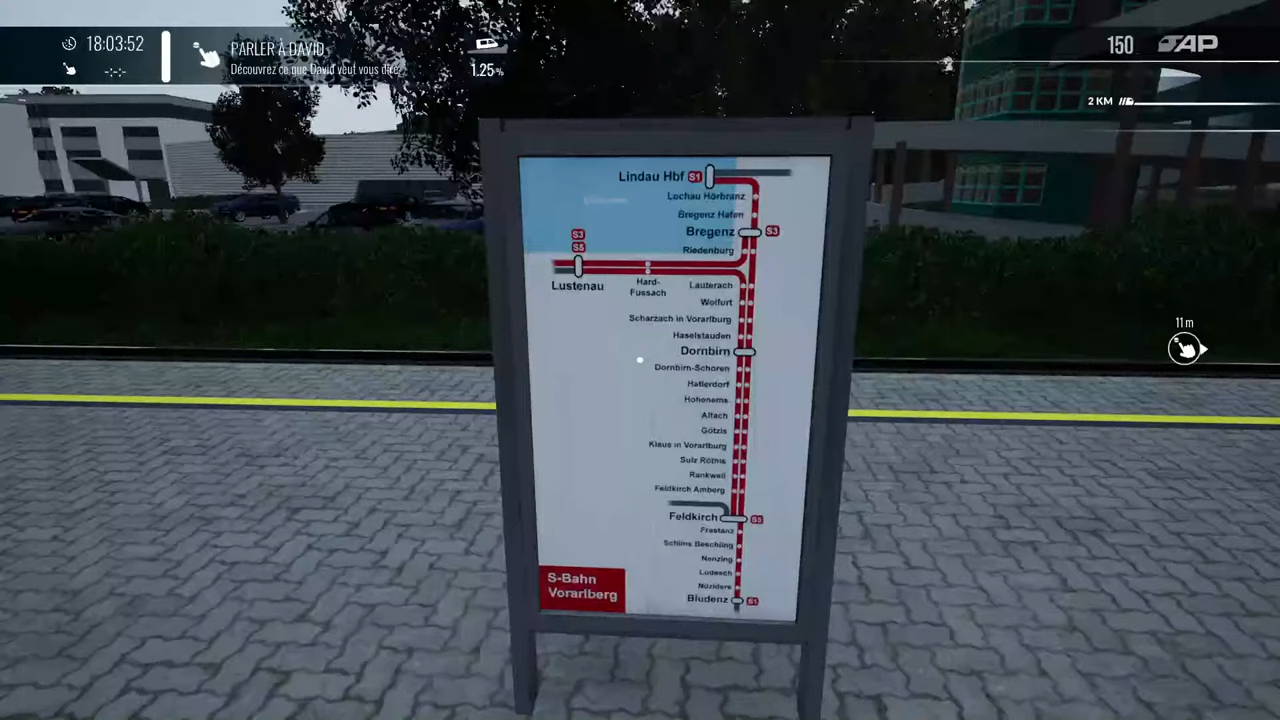 18:03:52
PARLER À DAVID
Découvrez ce que David veut vous dire.
1.25 %
150
TAP
2 KM
11 m
Lindau Hbf S1
Lochau Hörbranz
Bregenz Hafen
Bregenz S3
Riedenburg
S3
S5
Lustenau
Hard-
Fussach
Lauterach
Wolfurt
Scharzach in Vorarlburg
Haselstauden
Dornbirn
Dornbirn-Schoren
Hatlerdorf
Hohenems
Altach
Götzis
Klaus in Vorarlburg
Sulz Röthis
Rankweil
Feldkirch Amberg
Feldkirch S5
Frastanz
Schlins Beschling
Nenzing
Ludesch
Nüziders
Bludenz S1
S-Bahn
Vorarlberg